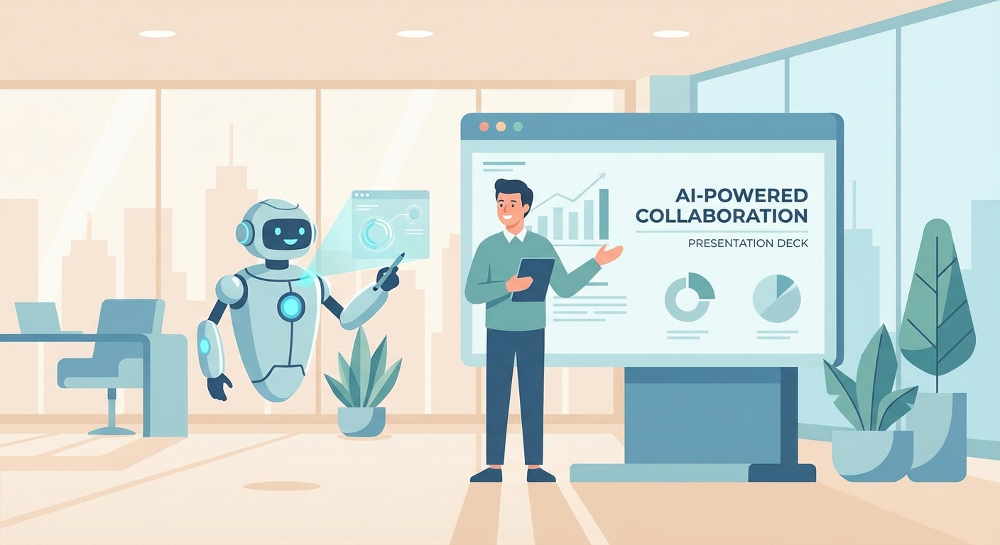 AI-POWERED
COLLABORATION
PRESENTATION DECK